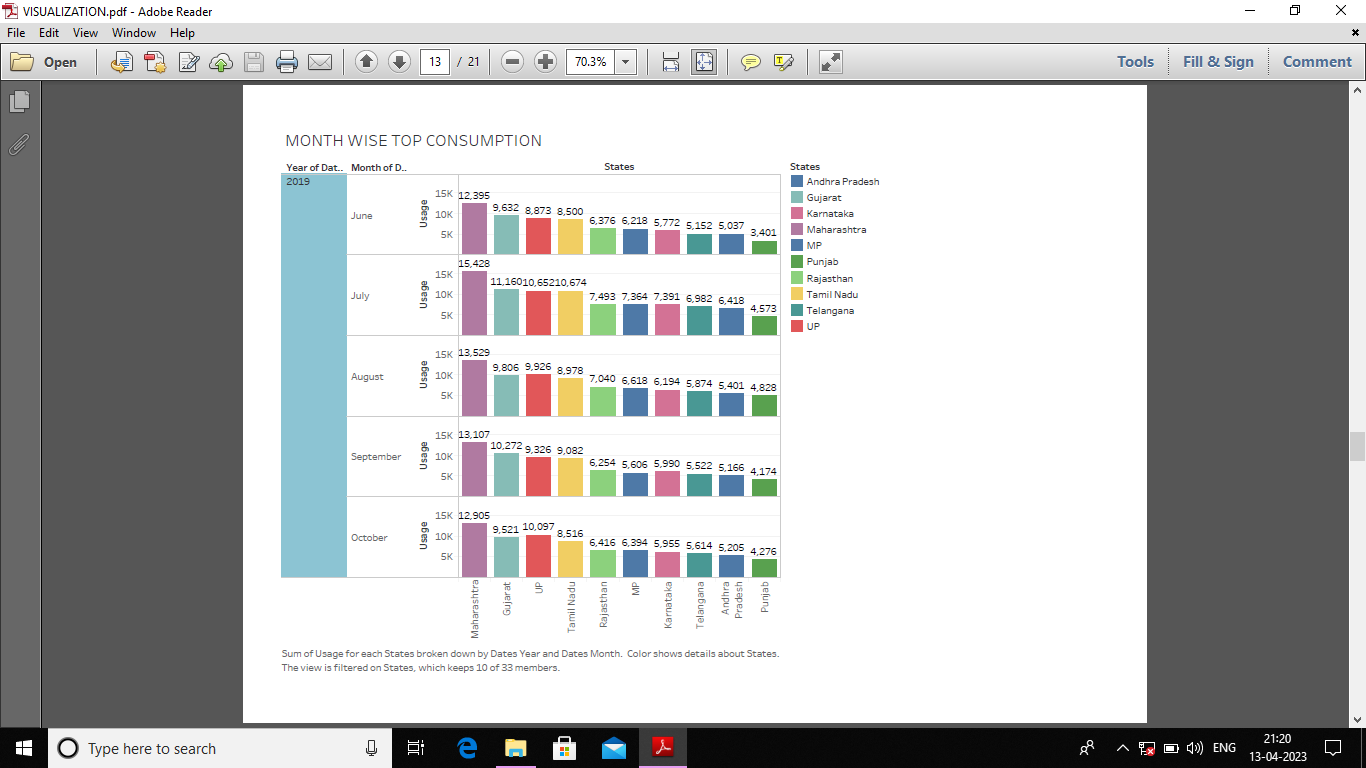 VISUALIZATION.pdf - Adobe Reader
File Edit View Window Help
Open 13 / 21 70.3% Tools Fill & Sign Comment
MONTH WISE TOP CONSUMPTION
Year of Dat.. Month of D.. States
2019
June
Usage
15K
10K
5K
12,395 9,632 8,873 8,500 6,376 6,218 5,772 5,152 5,037 3,401
July
Usage
15K
10K
5K
15,428 11,160 10,652 10,674 7,493 7,364 7,391 6,982 6,418 4,573
August
Usage
15K
10K
5K
13,529 9,806 9,926 8,978 7,040 6,618 6,194 5,874 5,401 4,828
September
Usage
15K
10K
5K
13,107 10,272 9,326 9,082 6,254 5,606 5,990 5,522 5,166 4,174
October
Usage
15K
10K
5K
12,905 9,521 10,097 8,516 6,416 6,394 5,955 5,614 5,205 4,276
Maharashtra
Gujarat
UP
Tamil Nadu
Rajasthan
MP
Karnataka
Telangana
Andhra
Pradesh
Punjab
States
Andhra Pradesh
Gujarat
Karnataka
Maharashtra
MP
Punjab
Rajasthan
Tamil Nadu
Telangana
UP
Sum of Usage for each States broken down by Dates Year and Dates Month. Color shows details about States.
The view is filtered on States, which keeps 10 of 33 members.
Type here to search
ENG
21:20
13-04-2023